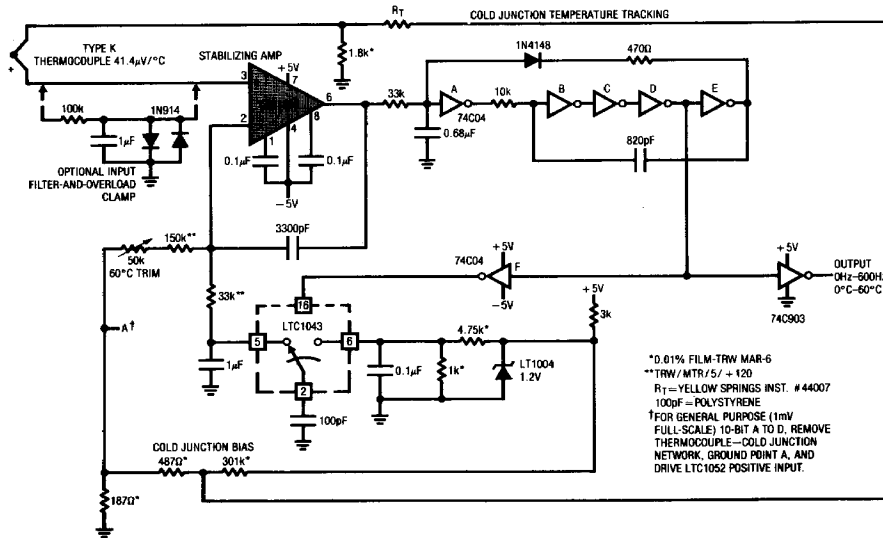 R_T
COLD JUNCTION TEMPERATURE TRACKING
TYPE K
THERMOCOUPLE 41.4µV/°C
+
STABILIZING AMP
+5V
1.8k*
1N4148
470Ω
3
7
6
2
8
1
4
33k
A
74C04
10k
B
C
D
E
100k
1N914
1µF
0.1µF
0.1µF
0.68µF
820pF
OPTIONAL INPUT
FILTER-AND-OVERLOAD
CLAMP
-5V
3300pF
50k
60°C TRIM
150k**
74C04
+5V
F
-5V
+5V
OUTPUT
0Hz–600Hz
0°C–60°C
74C903
33k**
16
LTC1043
5
6
2
+5V
3k
A†
1µF
4.75k*
0.1µF
1k*
LT1004
1.2V
100pF
*0.01% FILM-TRW MAR-6
**TRW/MTR/5/+120
R_T=YELLOW SPRINGS INST. #44007
100pF=POLYSTYRENE
†FOR GENERAL PURPOSE (1mV
FULL-SCALE) 10-BIT A TO D, REMOVE
THERMOCOUPLE—COLD JUNCTION
NETWORK, GROUND POINT A, AND
DRIVE LTC1052 POSITIVE INPUT.
COLD JUNCTION BIAS
487Ω*
301k*
187Ω*